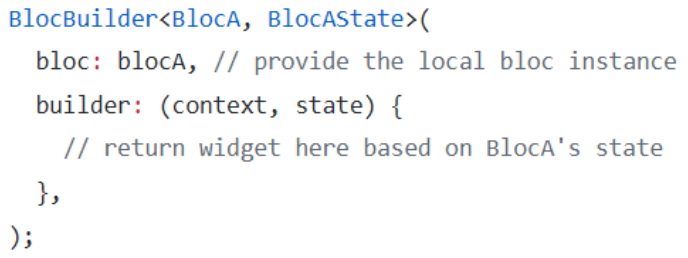 BlocBuilder<BlocA, BlocAState>(
  bloc: blocA, // provide the local bloc instance
  builder: (context, state) {
    // return widget here based on BlocA's state
  },
);